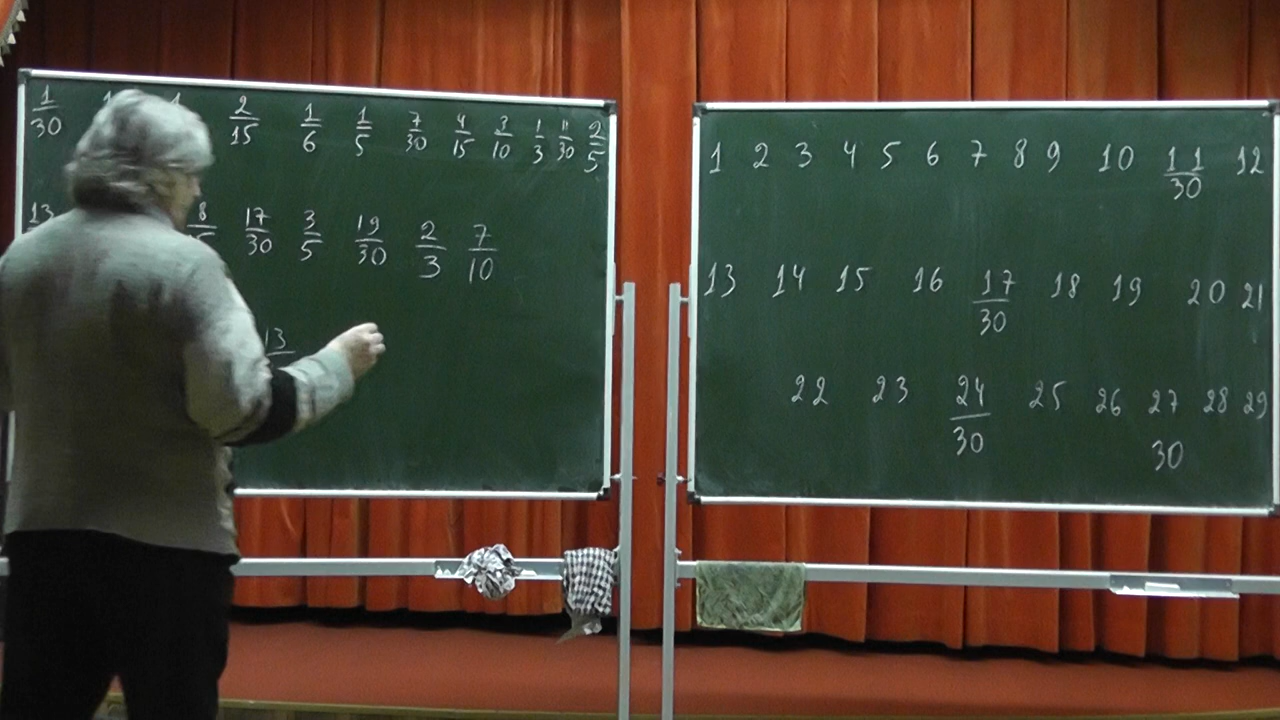 1/30 2/15 1/6 1/5 7/30 4/15 3/10 1/3 11/30 2/5
13 8 17/30 3/5 19/30 2/3 7/10
13
1 2 3 4 5 6 7 8 9 10 11/30 12
13 14 15 16 17/30 18 19 20 21
22 23 24/30 25 26 27 28 29
30